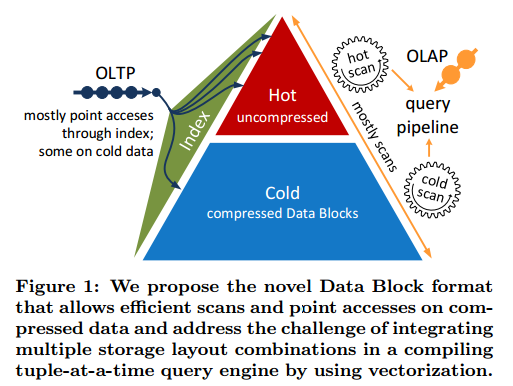 OLTP
mostly point acceses
through index;
some on cold data
Index
Hot
uncompressed
Cold
compressed Data Blocks
mostly scans
hot
scan
OLAP
query
pipeline
cold
scan
Figure 1: We propose the novel Data Block format
that allows efficient scans and point accesses on com-
pressed data and address the challenge of integrating
multiple storage layout combinations in a compiling
tuple-at-a-time query engine by using vectorization.